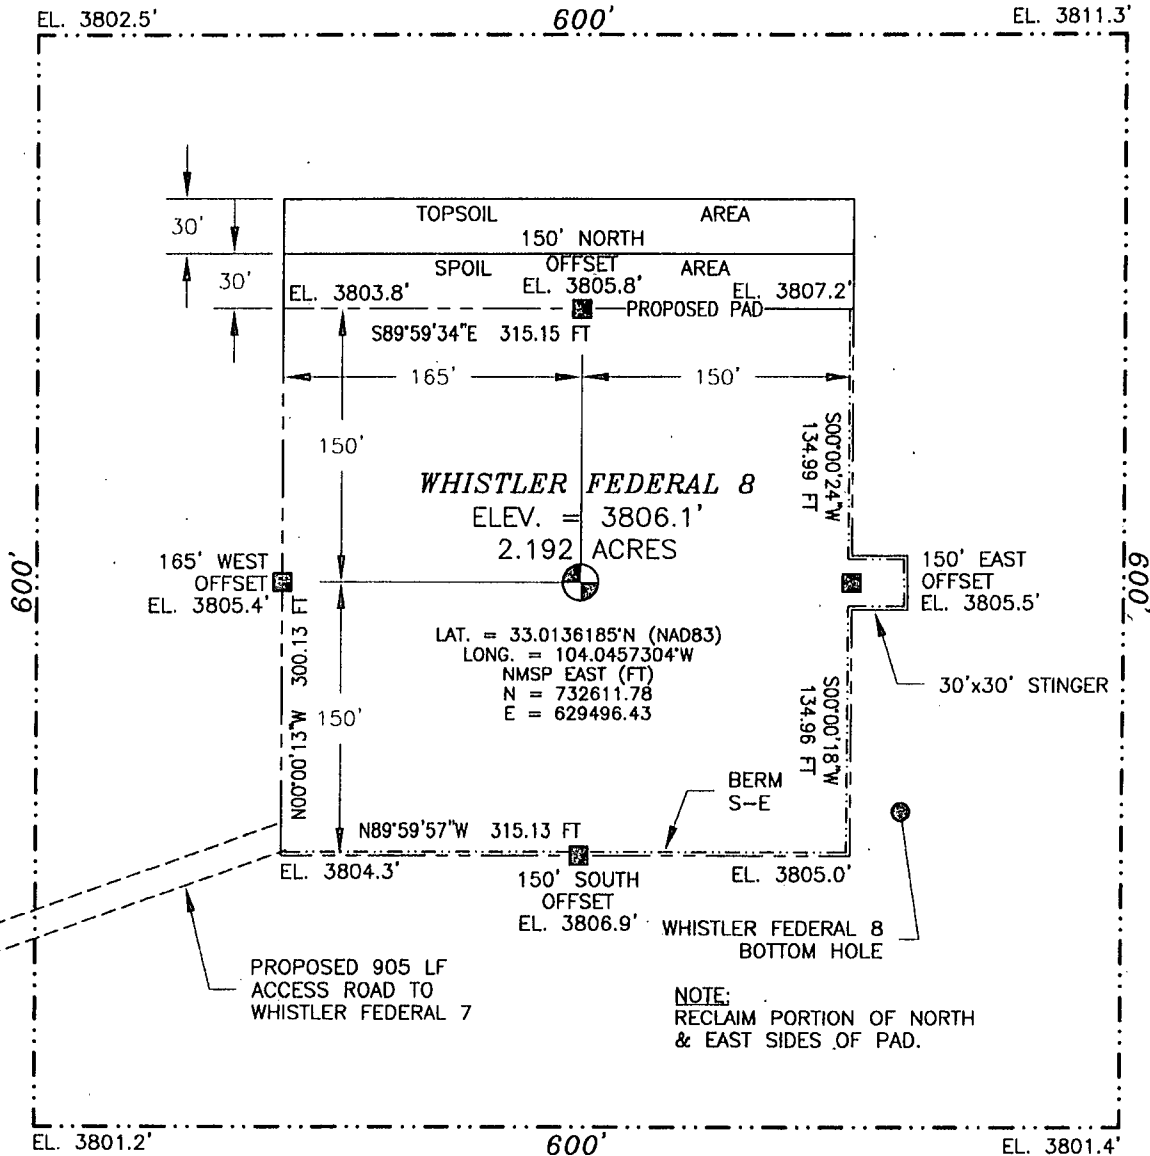 EL. 3802.5'
600'
EL. 3811.3'
TOPSOIL AREA
30'
150' NORTH
OFFSET
EL. 3805.8'
SPOIL AREA
30'
EL. 3803.8'
EL. 3807.2'
PROPOSED PAD
S89°59'34"E 315.15 FT
165'
150'
150'
S00°00'24"W
134.99 FT
WHISTLER FEDERAL 8
ELEV. = 3806.1'
2.192 ACRES
600'
165' WEST
OFFSET
EL. 3805.4'
150' EAST
OFFSET
EL. 3805.5'
600'
LAT. = 33.0136185°N (NAD83)
LONG. = 104.0457304°W
NMSP EAST (FT)
N = 732611.78
E = 629496.43
30'x30' STINGER
N00°00'13"W 300.13 FT
150'
S00°00'18"W
134.96 FT
BERM
S-E
N89°59'57"W 315.13 FT
EL. 3804.3'
150' SOUTH
OFFSET
EL. 3806.9'
EL. 3805.0'
WHISTLER FEDERAL 8
BOTTOM HOLE
PROPOSED 905 LF
ACCESS ROAD TO
WHISTLER FEDERAL 7
NOTE:
RECLAIM PORTION OF NORTH
& EAST SIDES OF PAD.
EL. 3801.2'
600'
EL. 3801.4'